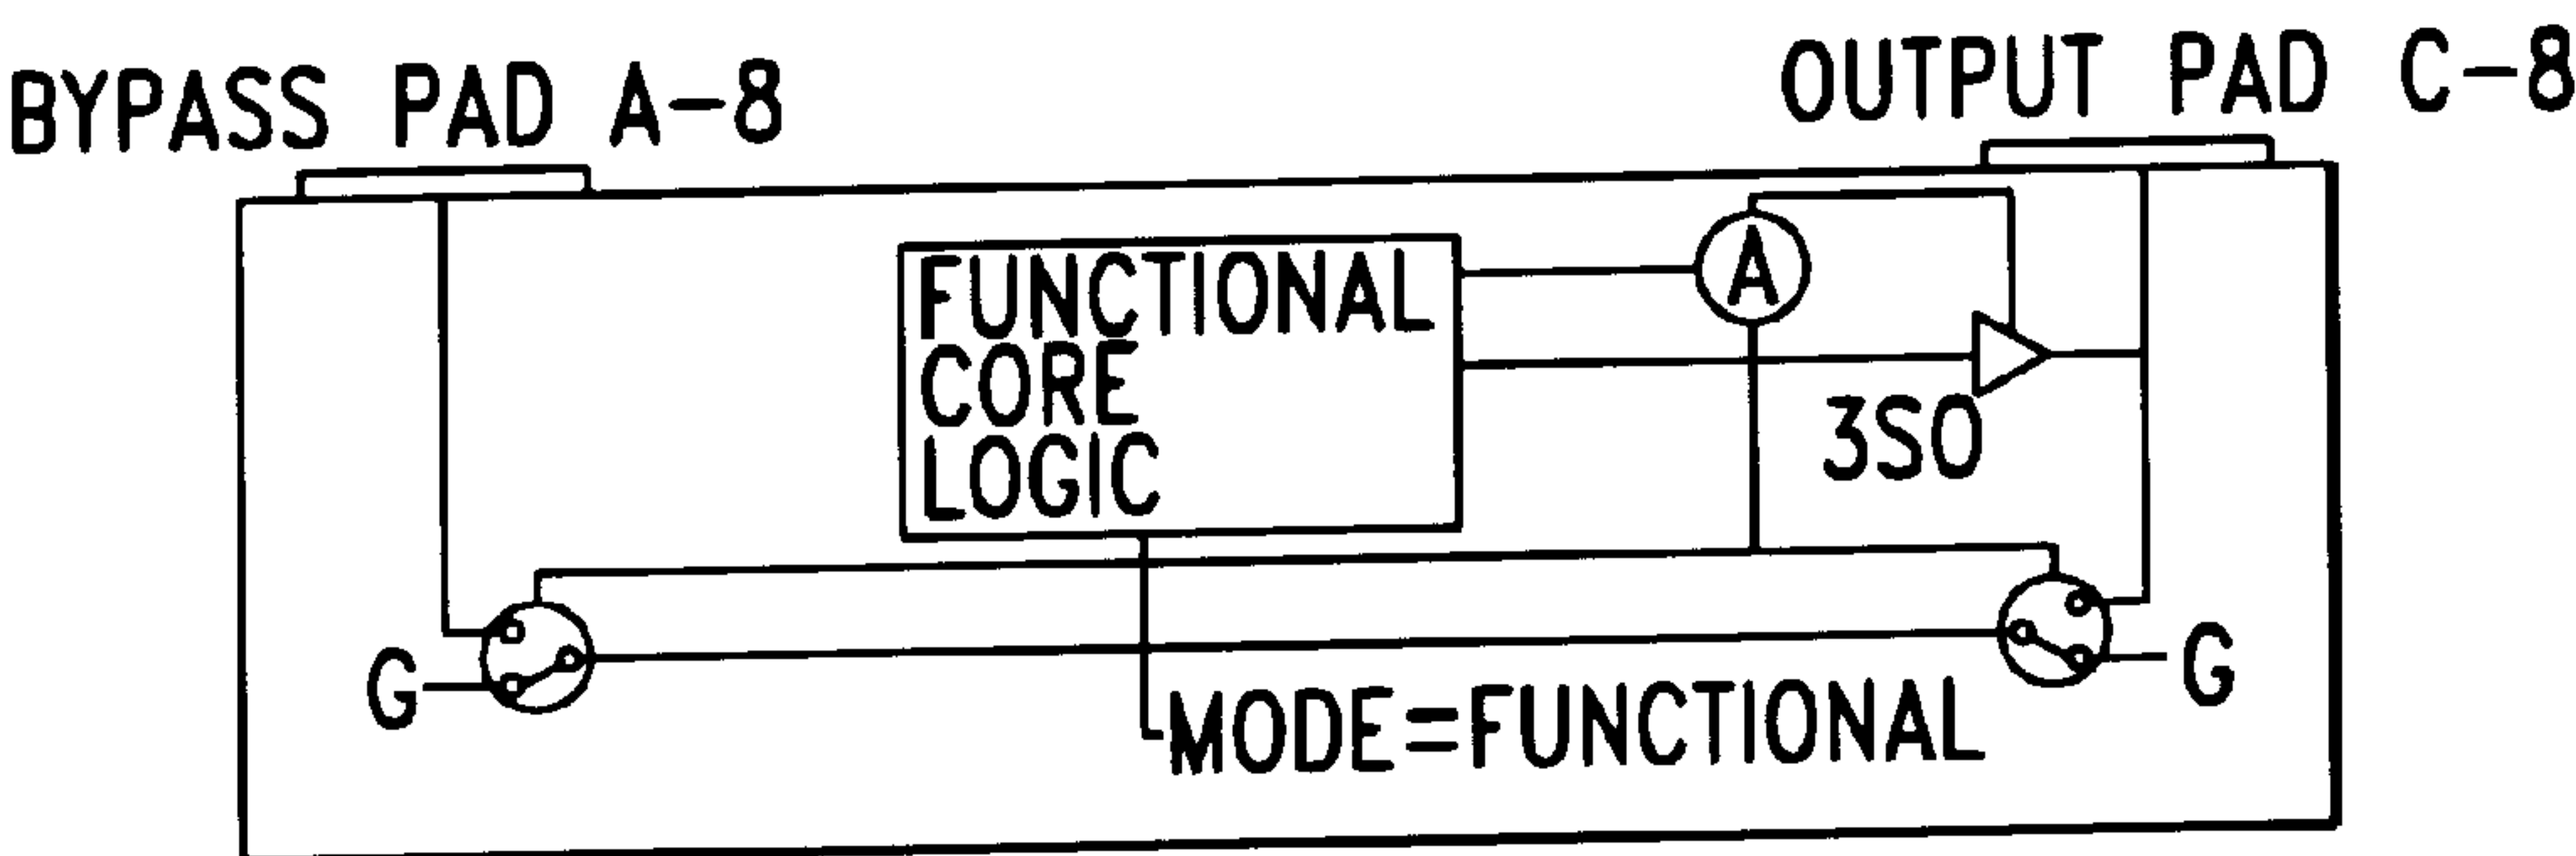 BYPASS PAD A-8
OUTPUT PAD C-8
FUNCTIONAL
CORE
LOGIC
A
3SO
G
G
MODE=FUNCTIONAL